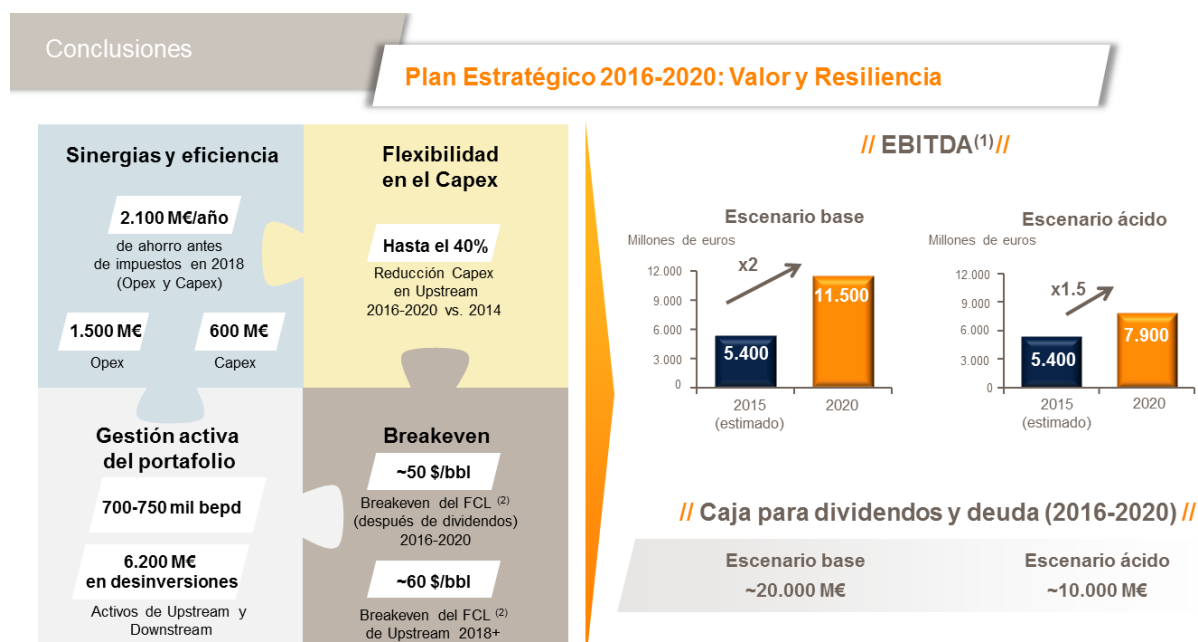 Conclusiones
Plan Estratégico 2016-2020: Valor y Resiliencia
Sinergias y eficiencia
2.100 M€/año
de ahorro antes
de impuestos en 2018
(Opex y Capex)
1.500 M€
Opex
600 M€
Capex
Flexibilidad
en el Capex
Hasta el 40%
Reducción Capex
en Upstream
2016-2020 vs. 2014
Gestión activa
del portafolio
700-750 mil bepd
6.200 M€
en desinversiones
Activos de Upstream y
Downstream
Breakeven
~50 $/bbl
Breakeven del FCL (2)
(después de dividendos)
2016-2020
~60 $/bbl
Breakeven del FCL (2)
de Upstream 2018+
// EBITDA(1)//
Escenario base
Millones de euros
12.000
9.000
6.000
3.000
0
x2
5.400
11.500
2015
(estimado)
2020
Escenario ácido
Millones de euros
12.000
9.000
6.000
3.000
0
x1.5
5.400
7.900
2015
(estimado)
2020
// Caja para dividendos y deuda (2016-2020) //
Escenario base
~20.000 M€
Escenario ácido
~10.000 M€